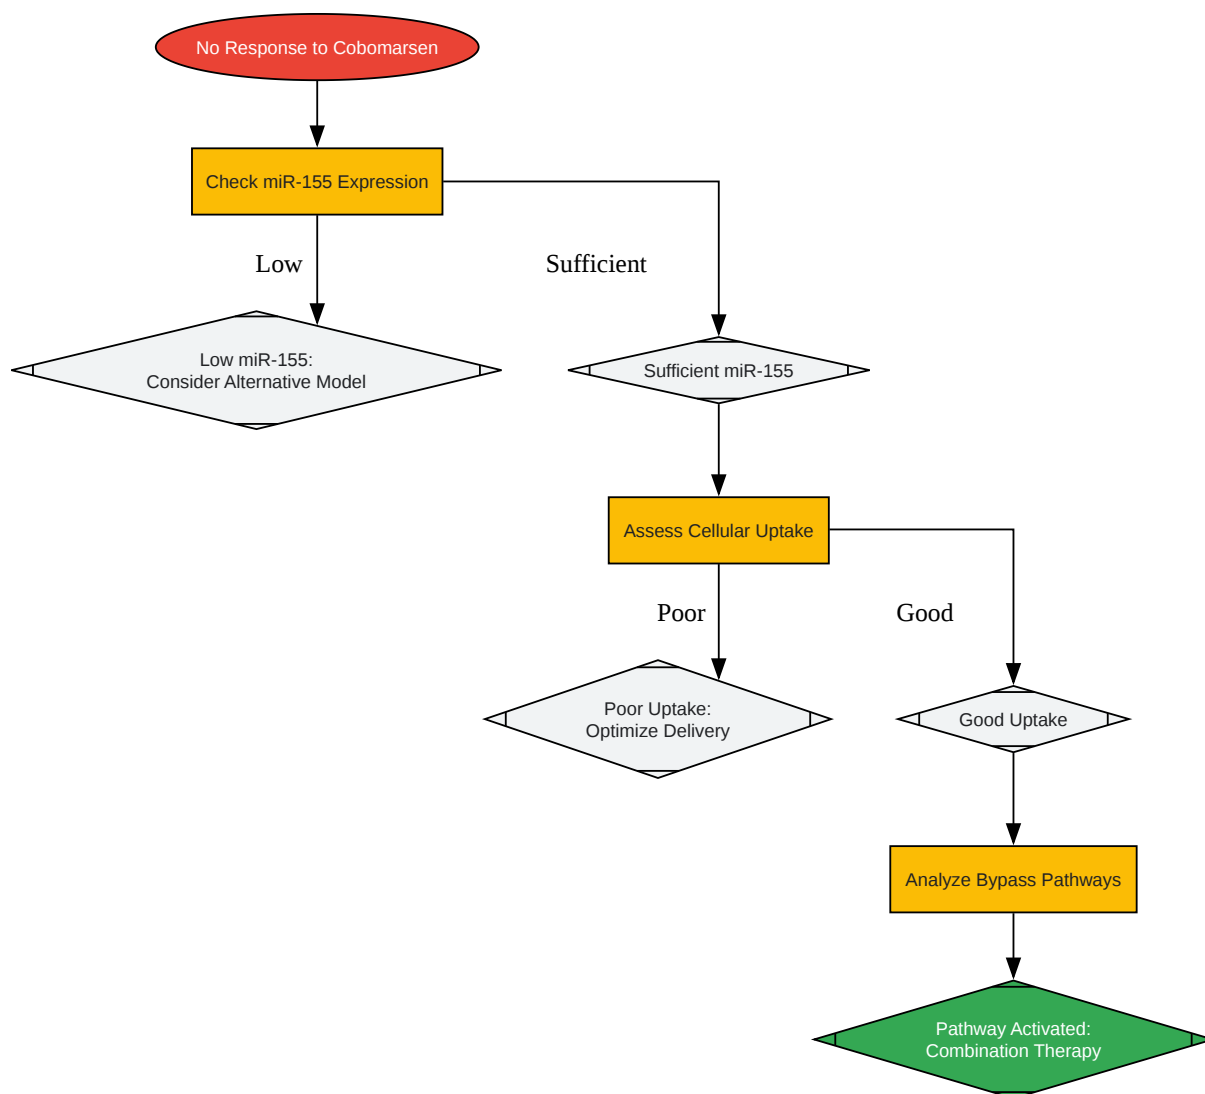 No Response to Cobomarsen
Check miR-155 Expression
Low
Sufficient
Low miR-155:
Consider Alternative Model
Sufficient miR-155
Assess Cellular Uptake
Poor
Good
Poor Uptake:
Optimize Delivery
Good Uptake
Analyze Bypass Pathways
Pathway Activated:
Combination Therapy